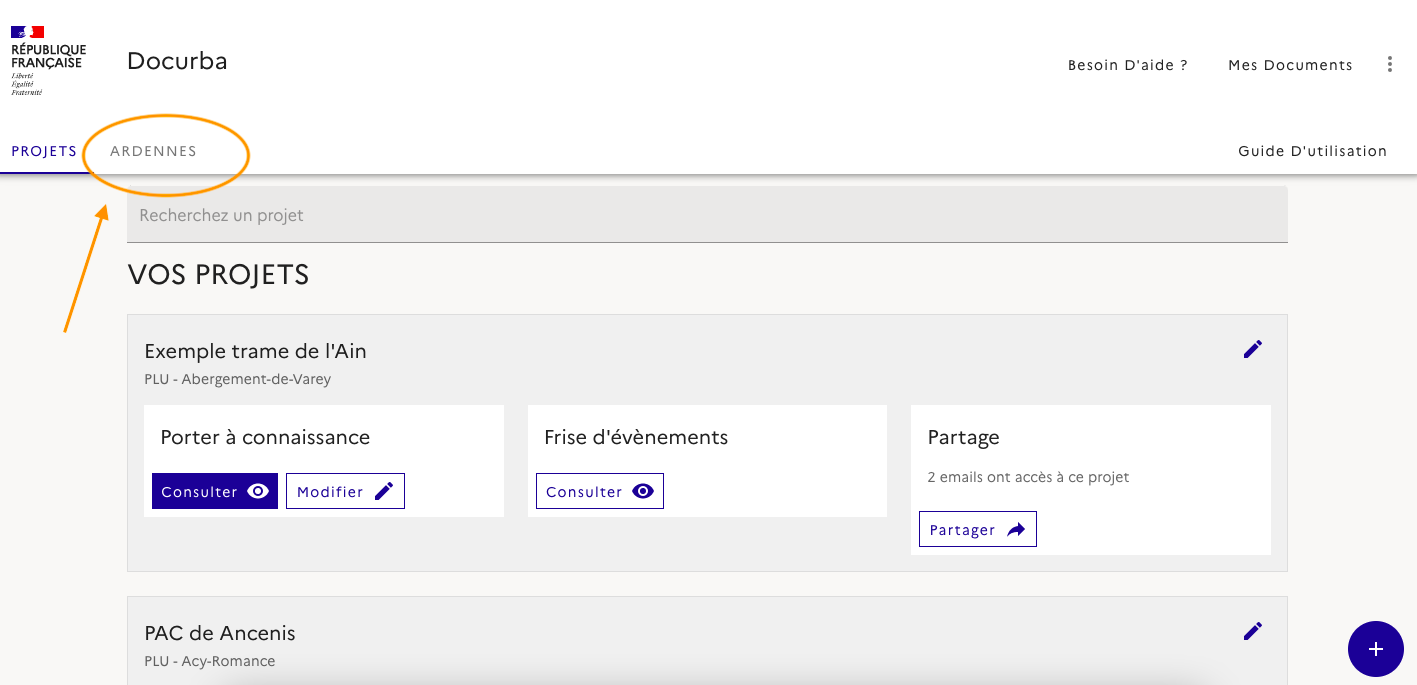 RÉPUBLIQUE
FRANÇAISE
Liberté
Égalité
Fraternité
Docurba
Besoin D'aide ?
Mes Documents
PROJETS
ARDENNES
Guide D'utilisation
Recherchez un projet
VOS PROJETS
Exemple trame de l'Ain
PLU - Abergement-de-Varey
Porter à connaissance
Consulter
Modifier
Frise d'évènements
Consulter
Partage
2 emails ont accès à ce projet
Partager
PAC de Ancenis
PLU - Acy-Romance